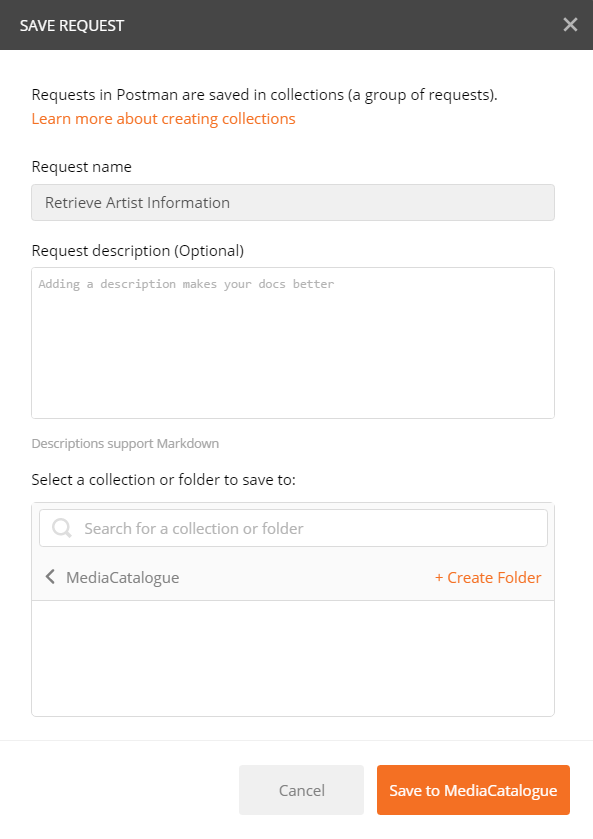 SAVE REQUEST
Requests in Postman are saved in collections (a group of requests).
Learn more about creating collections
Request name
Retrieve Artist Information
Request description (Optional)
Adding a description makes your docs better
Descriptions support Markdown
Select a collection or folder to save to:
Search for a collection or folder
MediaCatalogue + Create Folder
Cancel Save to MediaCatalogue